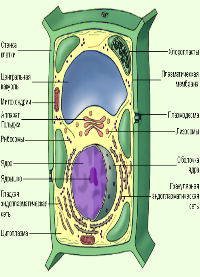 Стенка
клетки
Центральная
вакуоль
Митохондрии
Аппарат
Гольджи
Рибосомы
Ядро
Ядрышко
Гладкая
эндоплазматическая
сеть
Цитоплазма
Хлоропласты
Плазматическая
мембрана
Плазмодесма
Лизосомы
Оболочка
ядра
Гранулярная
эндоплазматическая
сеть